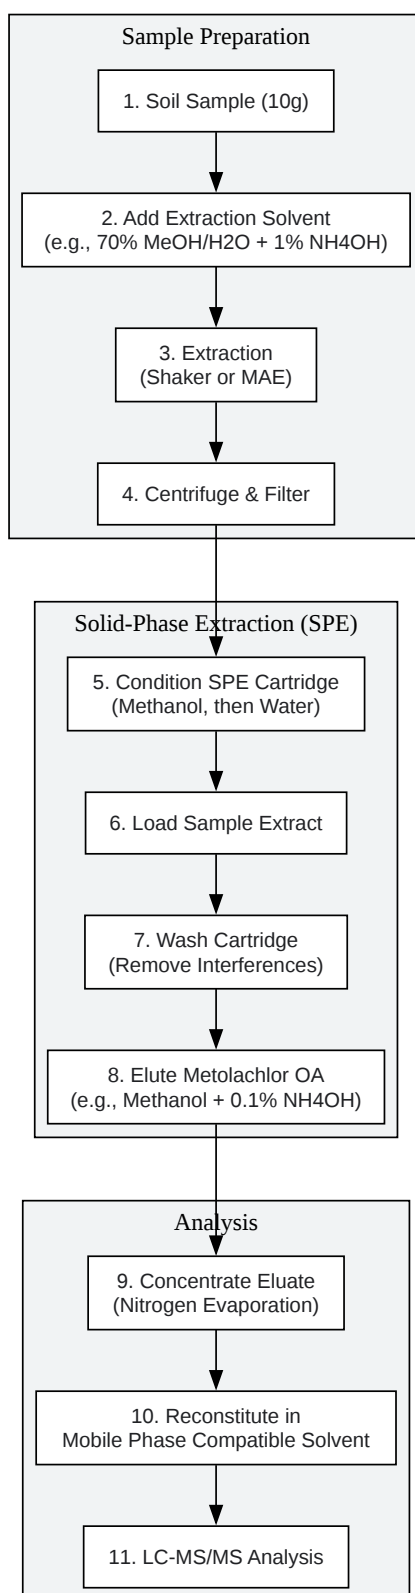 Sample Preparation
1. Soil Sample (10g)
2. Add Extraction Solvent
(e.g., 70% MeOH/H2O + 1% NH4OH)
3. Extraction
(Shaker or MAE)
4. Centrifuge & Filter
Solid-Phase Extraction (SPE)
5. Condition SPE Cartridge
(Methanol, then Water)
6. Load Sample Extract
7. Wash Cartridge
(Remove Interferences)
8. Elute Metolachlor OA
(e.g., Methanol + 0.1% NH4OH)
Analysis
9. Concentrate Eluate
(Nitrogen Evaporation)
10. Reconstitute in
Mobile Phase Compatible Solvent
11. LC-MS/MS Analysis